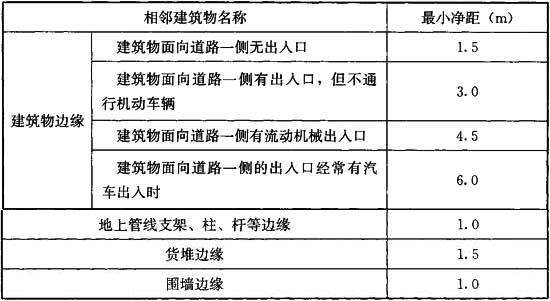 相邻建筑物名称
最小净距（m）
建筑物边缘
建筑物面向道路一侧无出入口
1.5
建筑物面向道路一侧有出入口，但不通
行机动车辆
3.0
建筑物面向道路一侧有流动机械出入口
4.5
建筑物面向道路一侧的出入口经常有汽
车出入时
6.0
地上管线支架、柱、杆等边缘
1.0
货堆边缘
1.5
围墙边缘
1.0